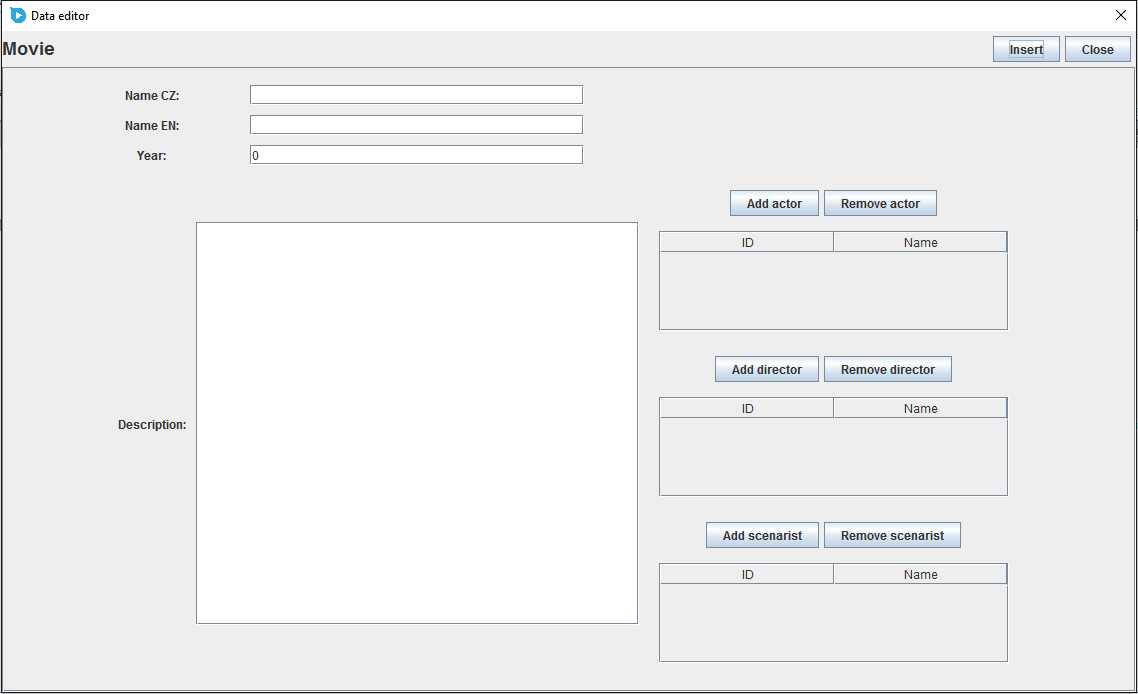 Data editor
Movie
Insert Close
Name CZ:
Name EN:
Year: 0
Add actor Remove actor
ID Name
Add director Remove director
ID Name
Description:
Add scenarist Remove scenarist
ID Name